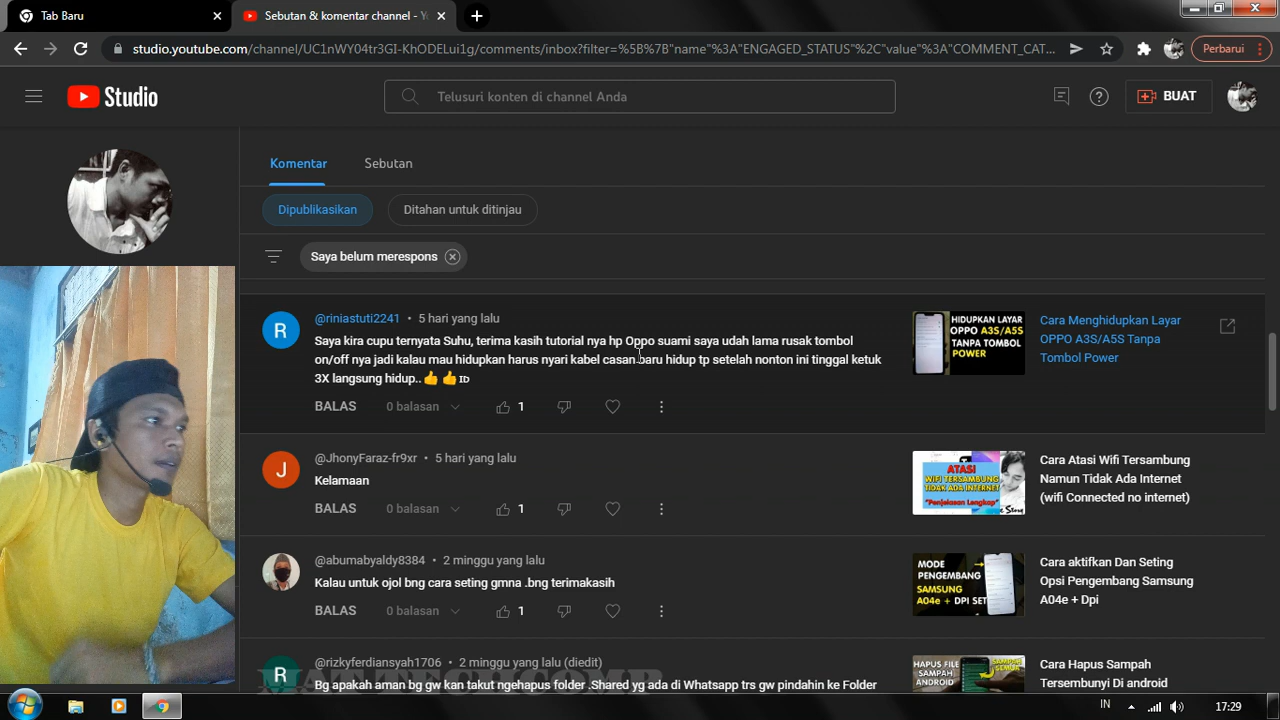 Tab Baru
Sebutan & komentar channel - Yo
studio.youtube.com/channel/UC1nWY04tr3GI-KhODELui1g/comments/inbox?filter=%5B%7B"name"%3A"ENGAGED_STATUS"%2C"value"%3A"COMMENT_CAT...
Perbarui
Studio
Telusuri konten di channel Anda
BUAT
Komentar
Sebutan
Dipublikasikan
Ditahan untuk ditinjau
Saya belum merespons
@riniastuti2241 • 5 hari yang lalu
Saya kira cupu ternyata Suhu, terima kasih tutorial nya hp Oppo suami saya udah lama rusak tombol
on/off nya jadi kalau mau hidupkan harus nyari kabel casan baru hidup tp setelah nonton ini tinggal ketuk
3X langsung hidup..👍👍🇮🇩
BALAS 0 balasan 1
HIDUPKAN LAYAR
OPPO A3S/A5S
TANPA TOMBOL
POWER
Cara Menghidupkan Layar
OPPO A3S/A5S Tanpa
Tombol Power
R
@JhonyFaraz-fr9xr • 5 hari yang lalu
Kelamaan
BALAS 0 balasan 1
J
ATASI
WIFI TERSAMBUNG
TIDAK ADA INTERNET
"Penjelasan Lengkap"
Cara Atasi Wifi Tersambung
Namun Tidak Ada Internet
(wifi Connected no internet)
@abumabyaldy8384 • 2 minggu yang lalu
Kalau untuk ojol bng cara seting gmna .bng terimakasih
BALAS 0 balasan 1
MODE
PENGEMBANG
SAMSUNG
A04e + DPI SET
Cara aktifkan Dan Seting
Opsi Pengembang Samsung
A04e + Dpi
@rizkyferdiansyah1706 • 2 minggu yang lalu (diedit)
Bg apakah aman bg gw kan takut ngehapus folder .Shared yg ada di Whatsapp trs gw pindahin ke Folder
R
HAPUS FILE
SAMPAH
ANDROID
Cara Hapus Sampah
Tersembunyi Di android
IN
17:29